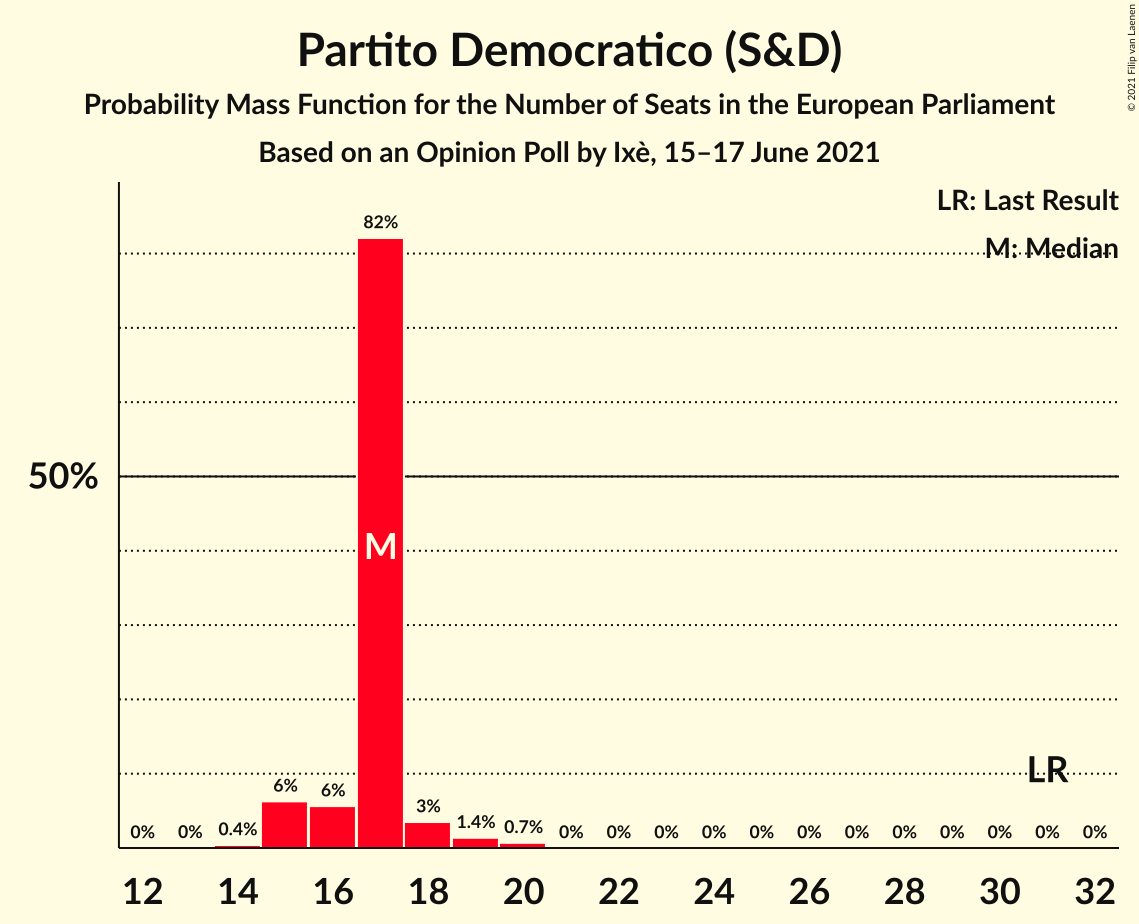 Partito Democratico (S&D)
Probability Mass Function for the Number of Seats in the European Parliament
Based on an Opinion Poll by Ixè, 15–17 June 2021
© 2021 Filip van Laenen
LR: Last Result
M: Median
50%
0% 0% 0.4% 6% 6% 82% 3% 1.4% 0.7% 0% 0% 0% 0% 0% 0% 0% 0% 0% 0% 0% 0%
M
LR
12 14 16 18 20 22 24 26 28 30 32